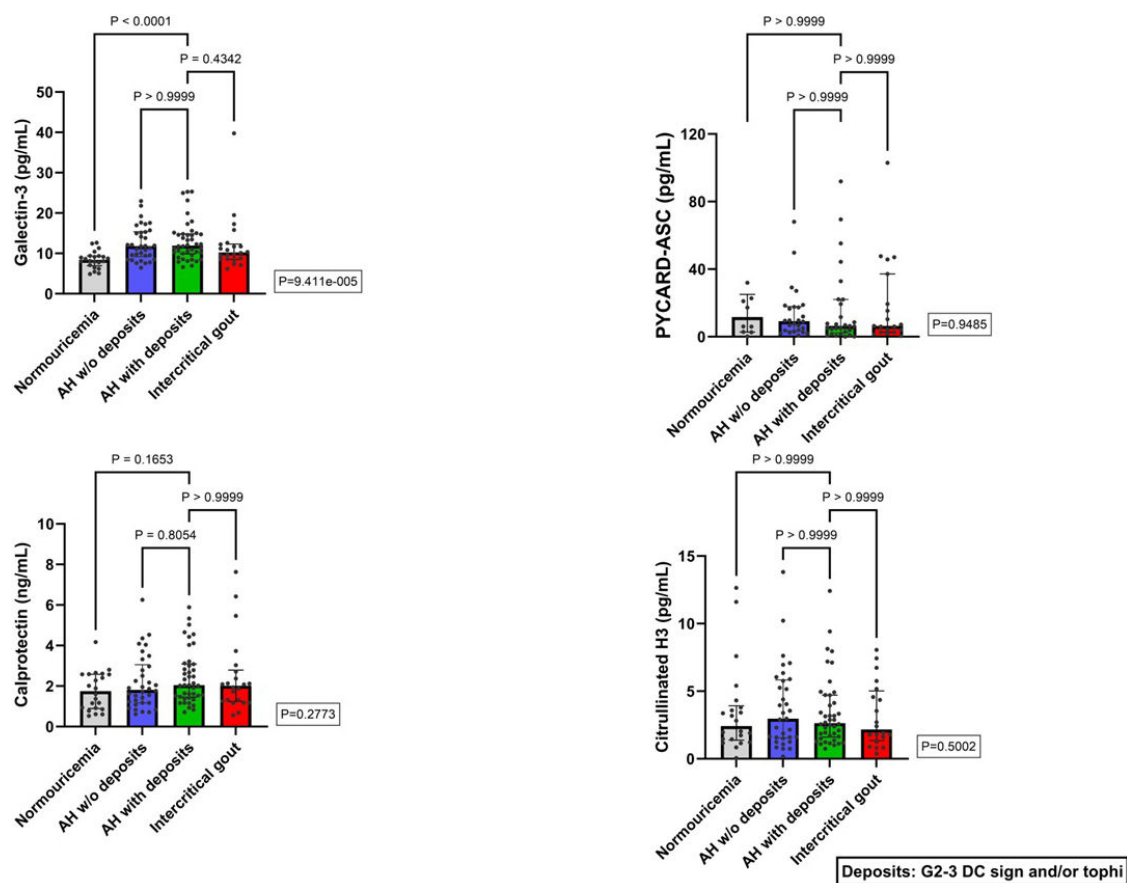 P < 0.0001
P = 0.4342
P > 0.9999
50
40
30
20
10
0
Galectin-3 (pg/mL)
P=9.411e-005
Normouricemia
AH w/o deposits
AH with deposits
Intercritical gout
P > 0.9999
P > 0.9999
P > 0.9999
120
80
40
0
PYCARD-ASC (pg/mL)
P=0.9485
Normouricemia
AH w/o deposits
AH with deposits
Intercritical gout
P = 0.1653
P > 0.9999
P = 0.8054
10
8
6
4
2
0
Calprotectin (ng/mL)
P=0.2773
Normouricemia
AH w/o deposits
AH with deposits
Intercritical gout
P > 0.9999
P > 0.9999
P > 0.9999
15
10
5
0
Citrullinated H3 (pg/mL)
P=0.5002
Normouricemia
AH w/o deposits
AH with deposits
Intercritical gout
Deposits: G2-3 DC sign and/or tophi